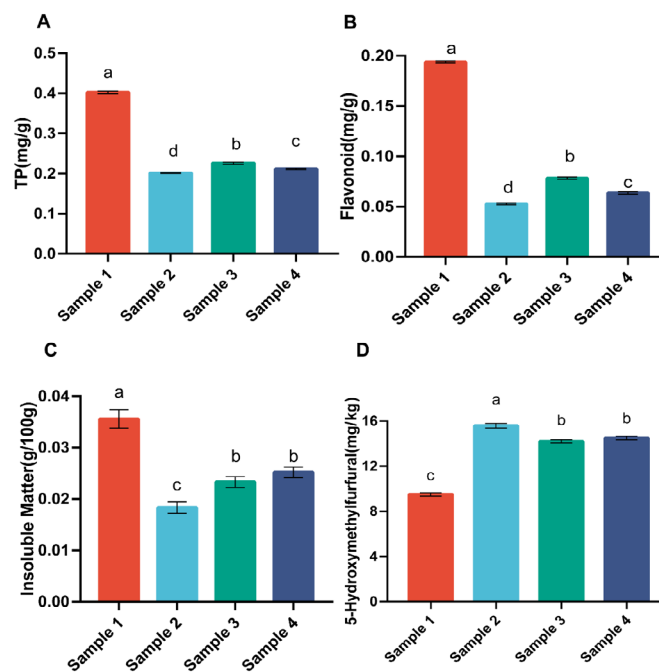 A
TP(mg/g)
0.5
0.4
0.3
0.2
0.1
0.0
a
d
b
c
Sample 1
Sample 2
Sample 3
Sample 4
B
Flavonoid(mg/g)
0.20
0.15
0.10
0.05
0.00
a
d
b
c
Sample 1
Sample 2
Sample 3
Sample 4
C
Insoluble Matter(g/100g)
0.04
0.03
0.02
0.01
0.00
a
c
b
b
Sample 1
Sample 2
Sample 3
Sample 4
D
5-Hydroxymethylfurfural(mg/kg)
16
12
8
4
0
c
a
b
b
Sample 1
Sample 2
Sample 3
Sample 4